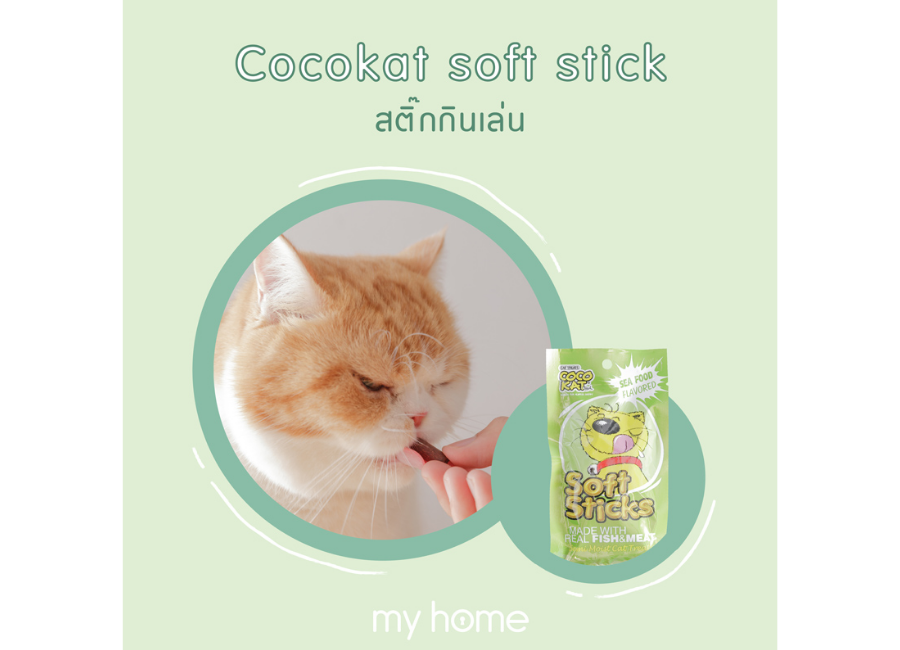 Cocokat soft stick
สติ๊กกินเล่น
COCO
KAT
SEA FOOD
FLAVORED
Soft
Sticks
MADE WITH
REAL FISH&MEAT
my home